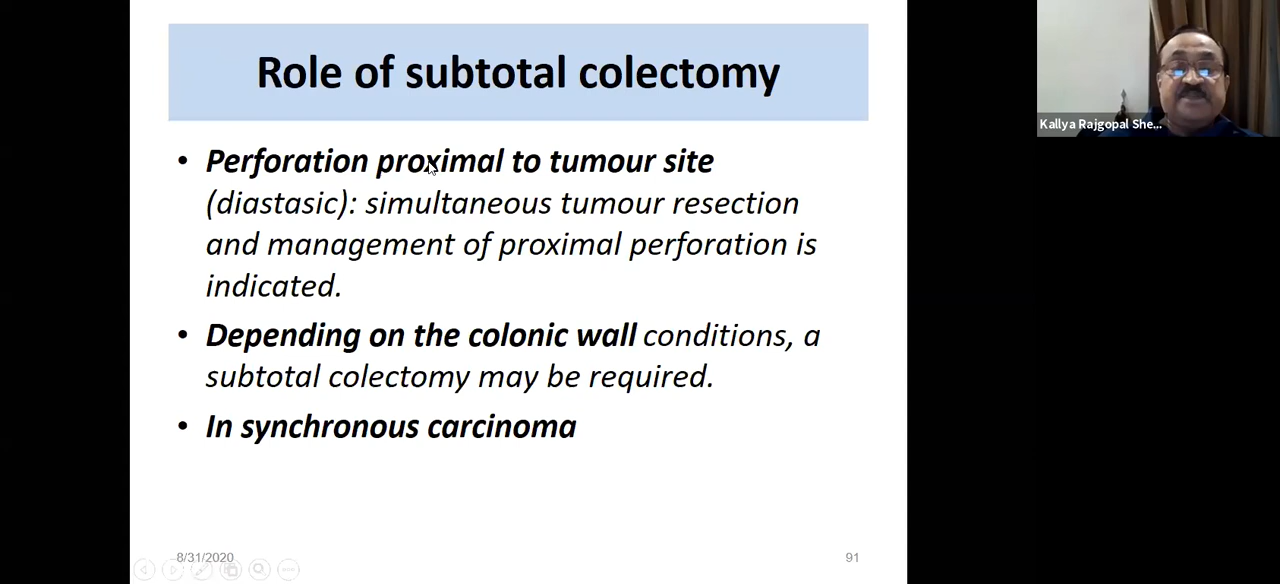 Role of subtotal colectomy
• Perforation proximal to tumour site
(diastasic): simultaneous tumour resection
and management of proximal perforation is
indicated.
• Depending on the colonic wall conditions, a
subtotal colectomy may be required.
• In synchronous carcinoma
8/31/2020
91
Kallya Rajgopal She...